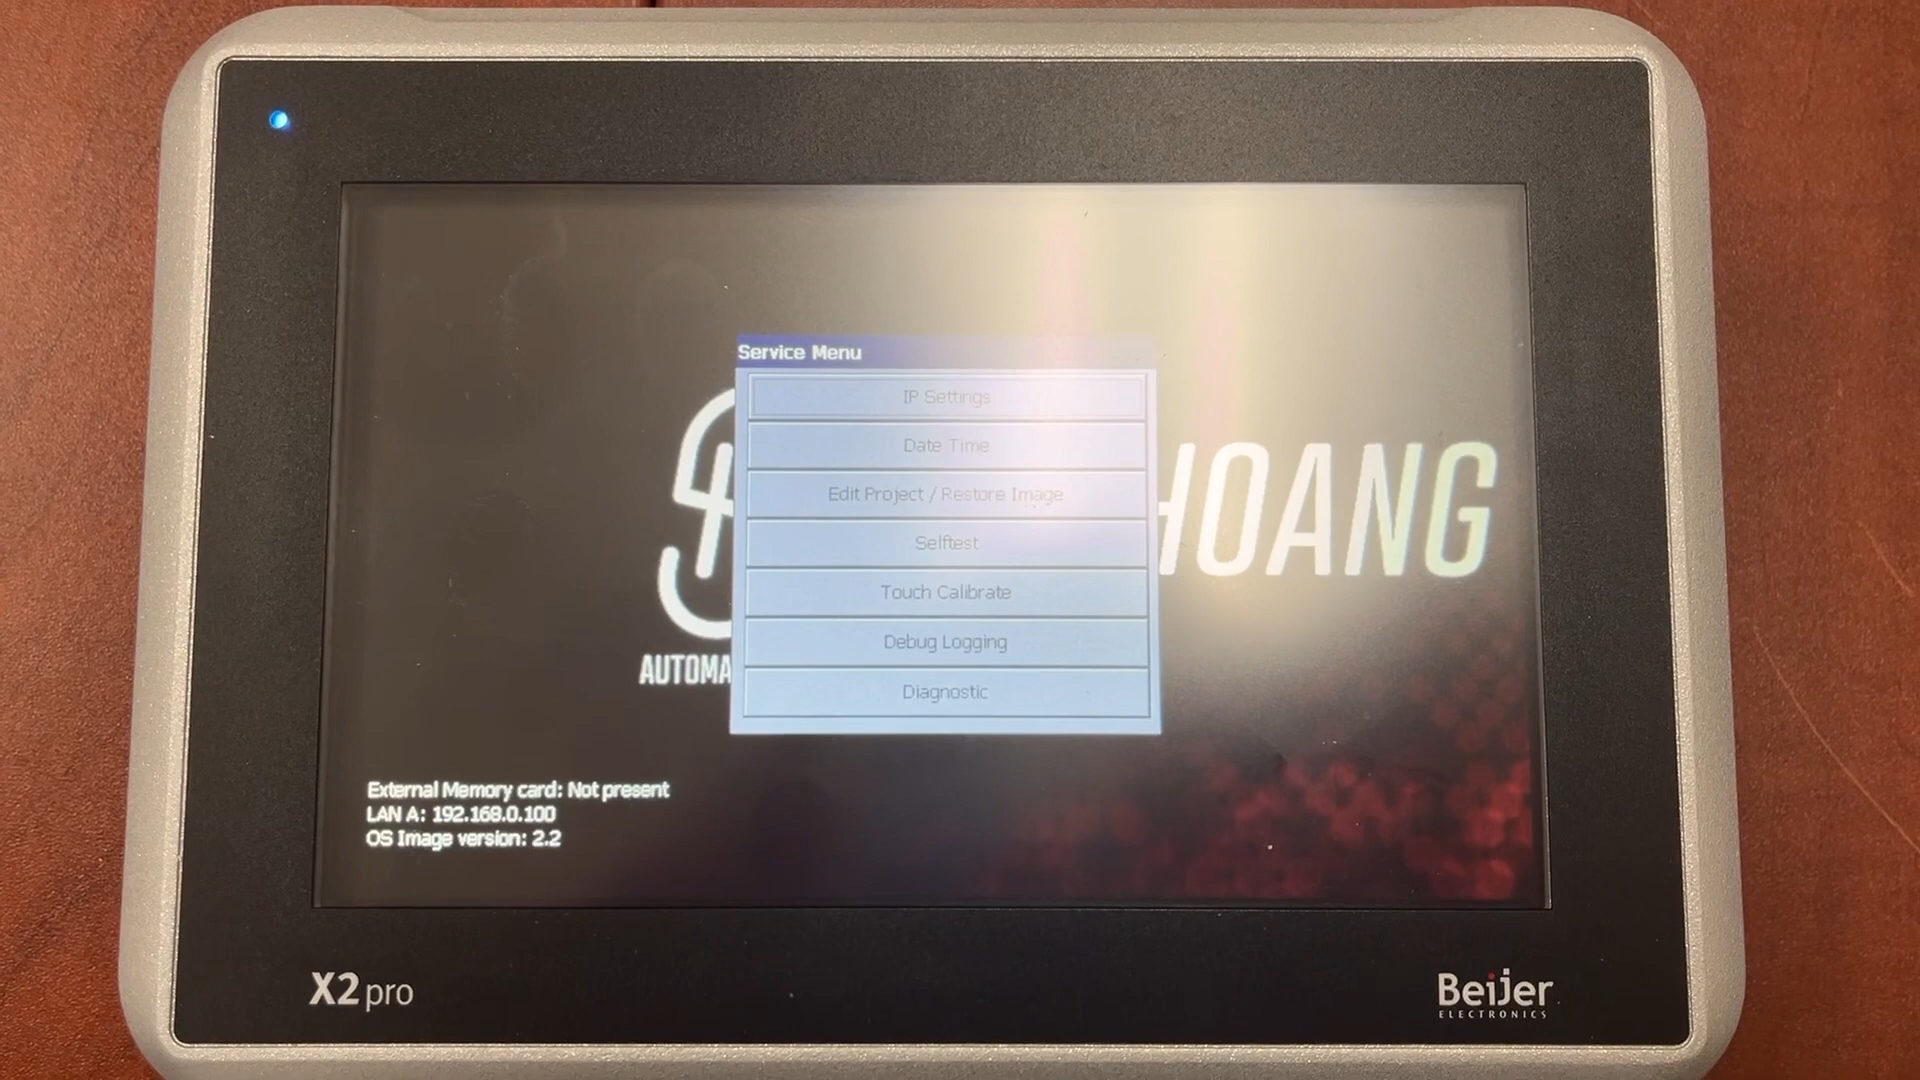 Service Menu
IP Settings
Date Time
Edit Project / Restore Image
Selftest
Touch Calibrate
Debug Logging
Diagnostic
HOANG
AUTOMA
External Memory card: Not present
LAN A: 192.168.0.100
OS Image version: 2.2
X2 pro
Beijer
ELECTRONICS